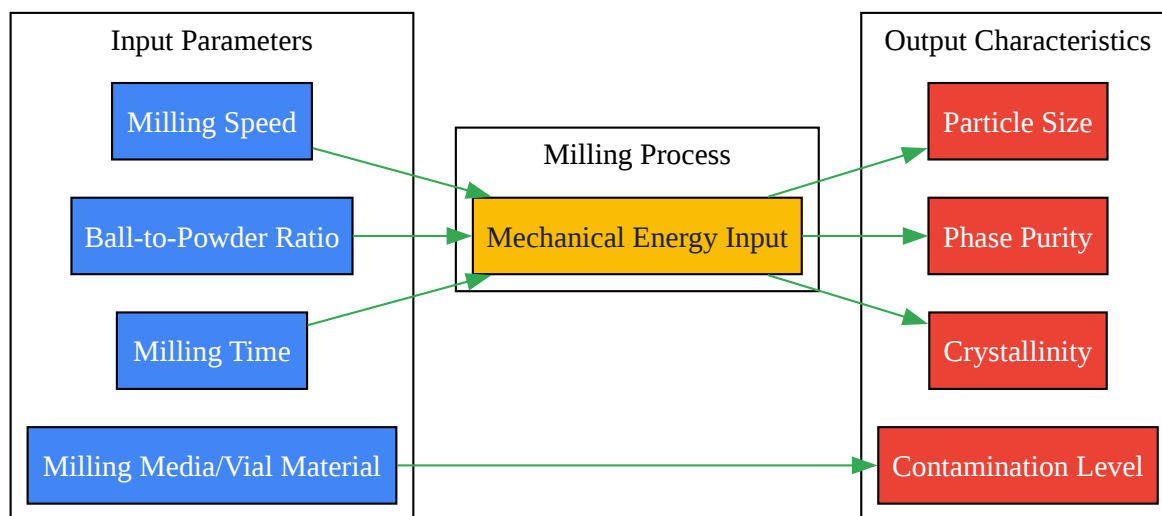 Input Parameters
Milling Speed
Ball-to-Powder Ratio
Milling Time
Milling Media/Vial Material
Milling Process
Mechanical Energy Input
Output Characteristics
Particle Size
Phase Purity
Crystallinity
Contamination Level